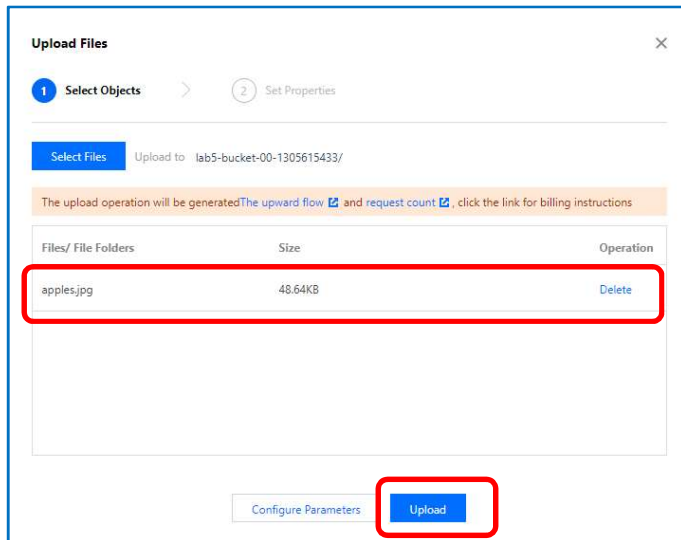 Upload Files
1 Select Objects 2 Set Properties
Select Files Upload to lab5-bucket-00-1305615433/
The upload operation will be generatedThe upward flow and request count , click the link for billing instructions
Files/ File Folders Size Operation
apples.jpg 48.64KB Delete
Configure Parameters Upload